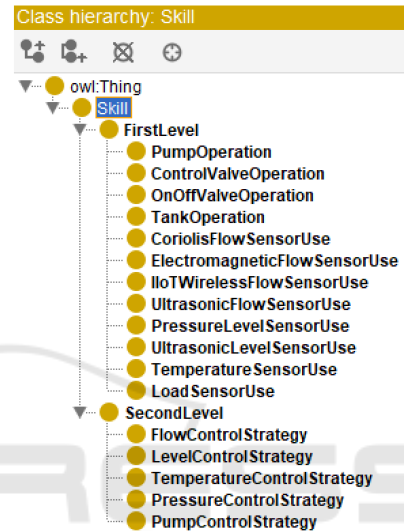 Class hierarchy: Skill
owl:Thing
Skill
FirstLevel
PumpOperation
ControlValveOperation
OnOffValveOperation
TankOperation
CoriolisFlowSensorUse
ElectromagneticFlowSensorUse
IIoTWirelessFlowSensorUse
UltrasonicFlowSensorUse
PressureLevelSensorUse
UltrasonicLevelSensorUse
TemperatureSensorUse
LoadSensorUse
SecondLevel
FlowControlStrategy
LevelControlStrategy
TemperatureControlStrategy
PressureControlStrategy
PumpControlStrategy